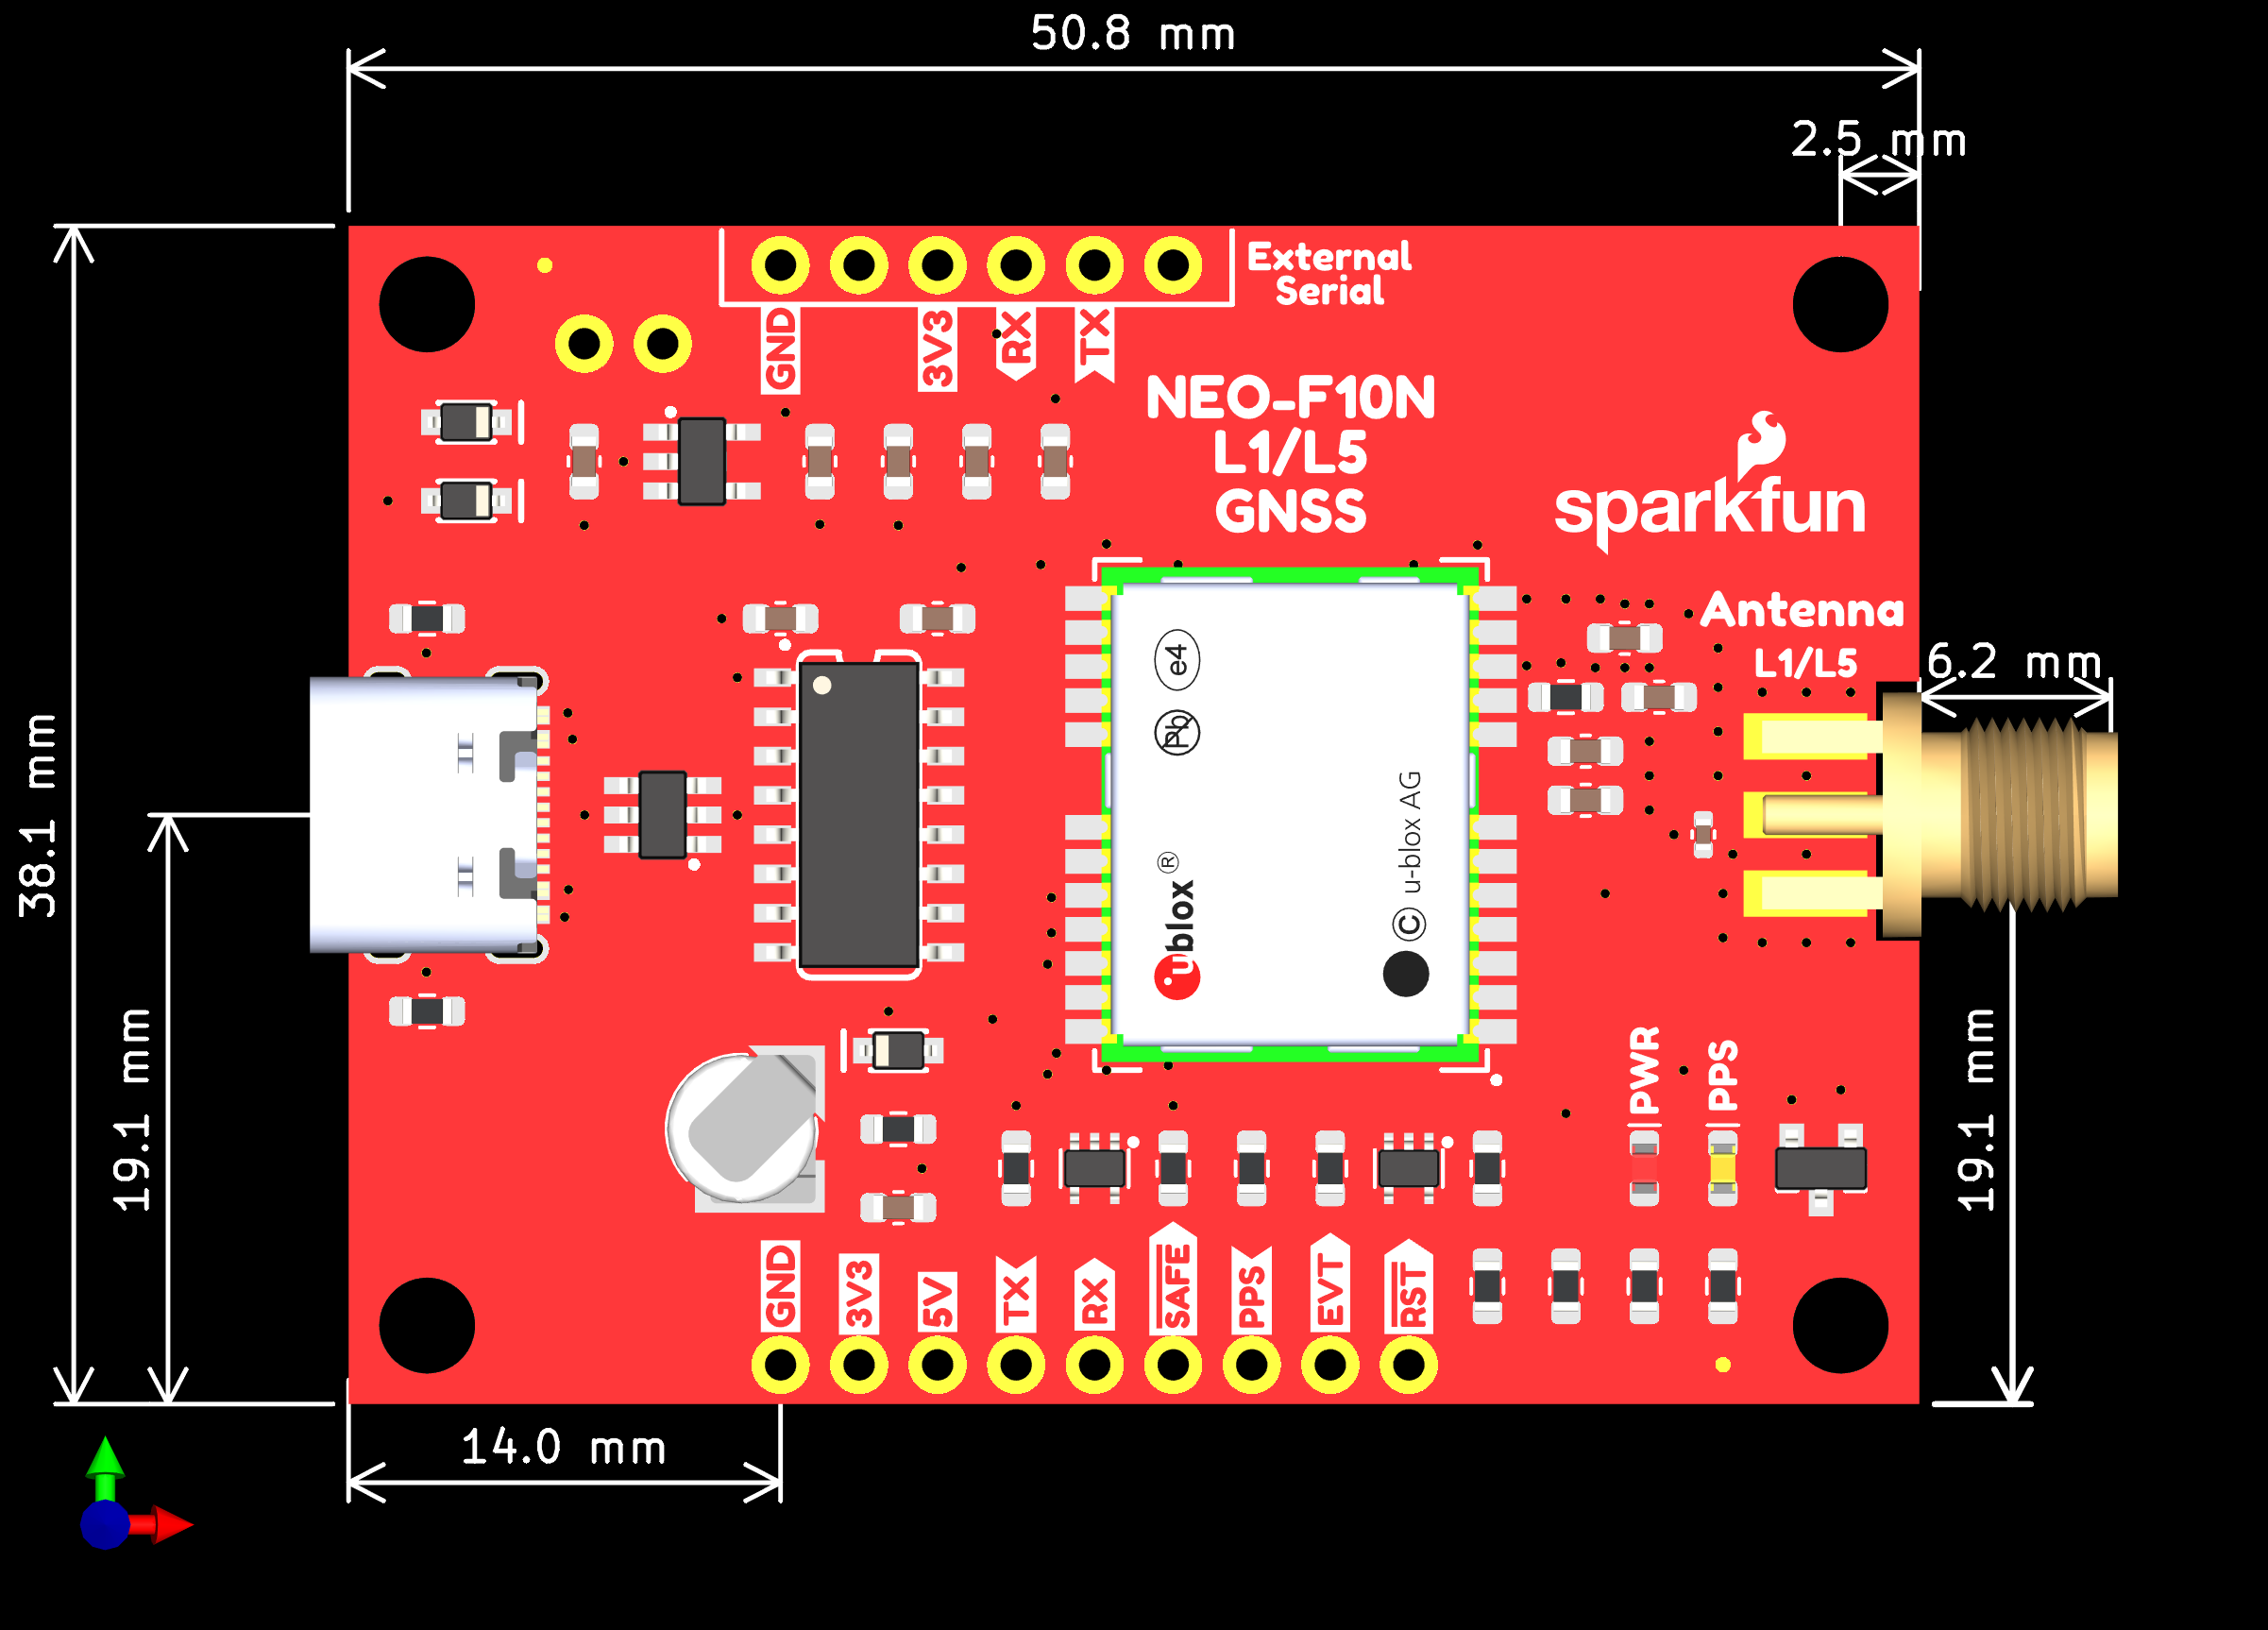 50.8 mm
2.5 mm
External
Serial
GND
3V3
RX
TX
NEO-F10N
L1/L5
GNSS
sparkfun
Antenna
L1/L5
6.2 mm
38.1 mm
19.1 mm
e4
Pb
ublox®
© u-blox AG
PWR
PPS
19.1 mm
GND
3V3
5V
TX
RX
SAFE
PPS
EVT
RST
14.0 mm